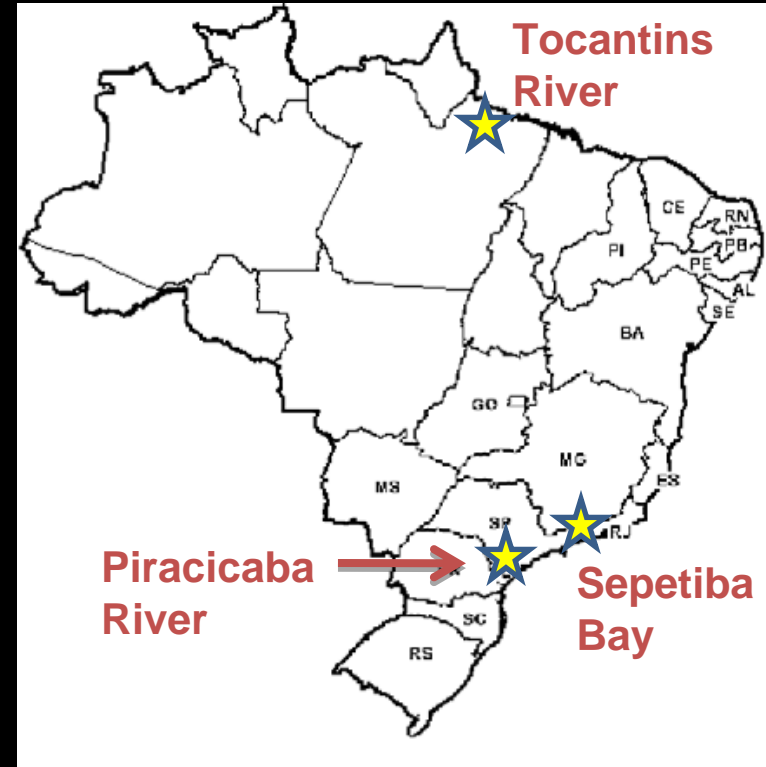 Tocantins
River
CE
RN
PB
PI
PE
AL
SE
BA
GO
MG
ES
MS
SP
RJ
Piracicaba
River
Sepetiba
Bay
SC
RS